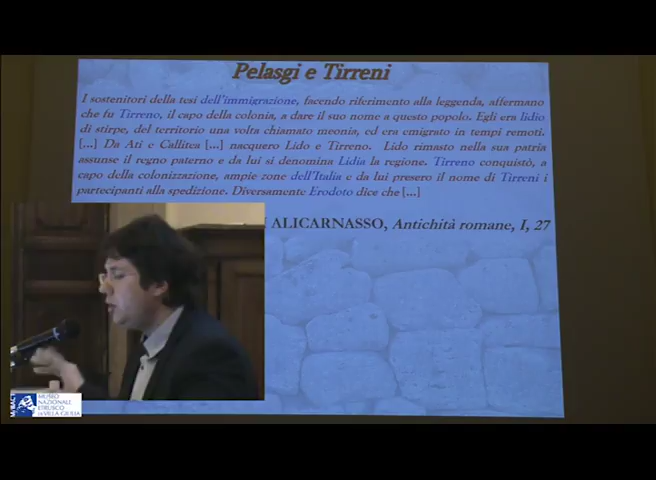 Pelasgi e Tirreni
I sostenitori della tesi dell'immigrazione, facendo riferimento alla leggenda, affermano
che fu Tirreno, il capo della colonia, a dare il suo nome a questo popolo. Egli era lidio
di stirpe, del territorio una volta chiamato meonia, ed era emigrato in tempi remoti.
[...] Da Ati e Callitea [...] nacquero Lido e Tirreno. Lido rimasto nella sua patria
assunse il regno paterno e da lui si denomina Lidia la regione. Tirreno conquistò, a
capo della colonizzazione, ampie zone dell'Italia e da lui presero il nome di Tirreni i
partecipanti alla spedizione. Diversamente Erodoto dice che [...]
ALICARNASSO, Antichità romane, I, 27
MiBACT
MUSEO
NAZIONALE
ETRUSCO
DI VILLA GIULIA